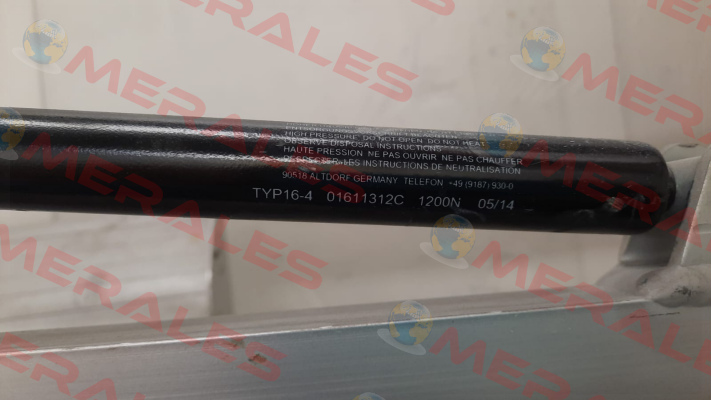 HIGH PRESSURE DO NOT OPEN DO NOT HEAT
OBSERVE DISPOSAL INSTRUCTIONS
HAUTE PRESSION NE PAS OUVRIR NE PAS CHAUFFER
INSTRUCTIONS DE NEUTRALISATION
90518 ALTDORF GERMANY TELEFON +49 (9187) 930-0
TYP16-4 01611312C 1200N 05/14
MERALES
MERALES
MERALES
MERALES
MERALES
MERALES